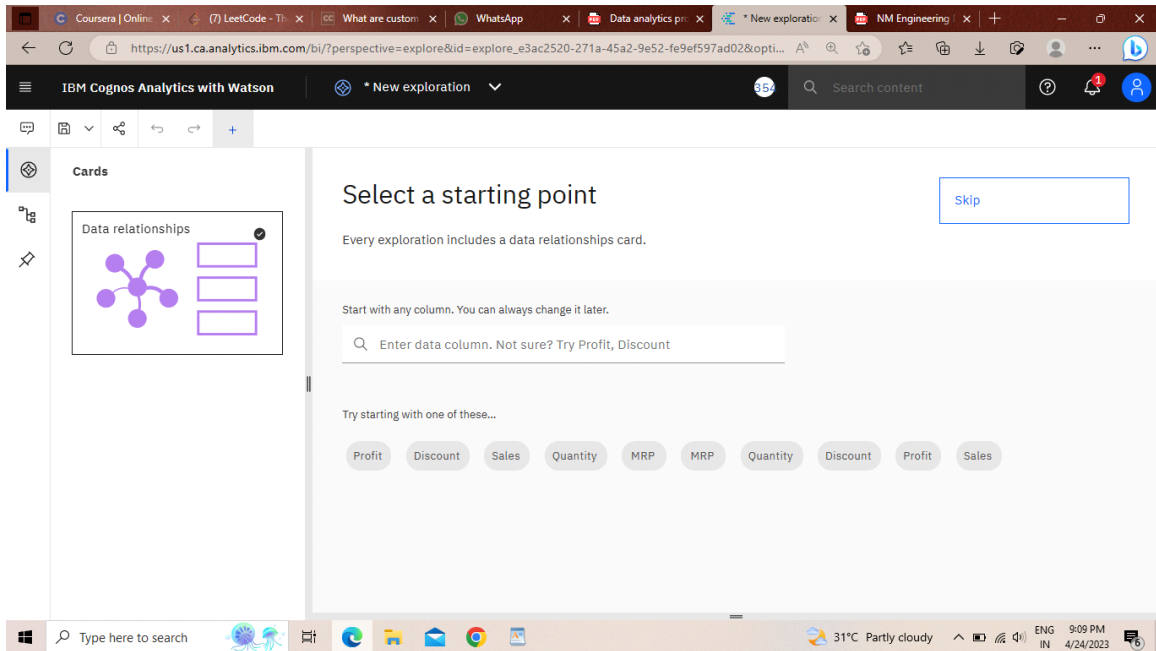 Coursera | Online
(7) LeetCode - Th
CC What are custom
WhatsApp
PDF Data analytics pro
* New exploration
PDF NM Engineering
https://us1.ca.analytics.ibm.com/bi/?perspective=explore&id=explore_e3ac2520-271a-45a2-9e52-fe9ef597ad02&opti...
IBM Cognos Analytics with Watson
* New exploration
354
Search content
1
Cards
Data relationships
Select a starting point
Skip
Every exploration includes a data relationships card.
Start with any column. You can always change it later.
Enter data column. Not sure? Try Profit, Discount
Try starting with one of these...
Profit Discount Sales Quantity MRP MRP Quantity Discount Profit Sales
Type here to search
31°C Partly cloudy
ENG
IN
9:09 PM
4/24/2023
6